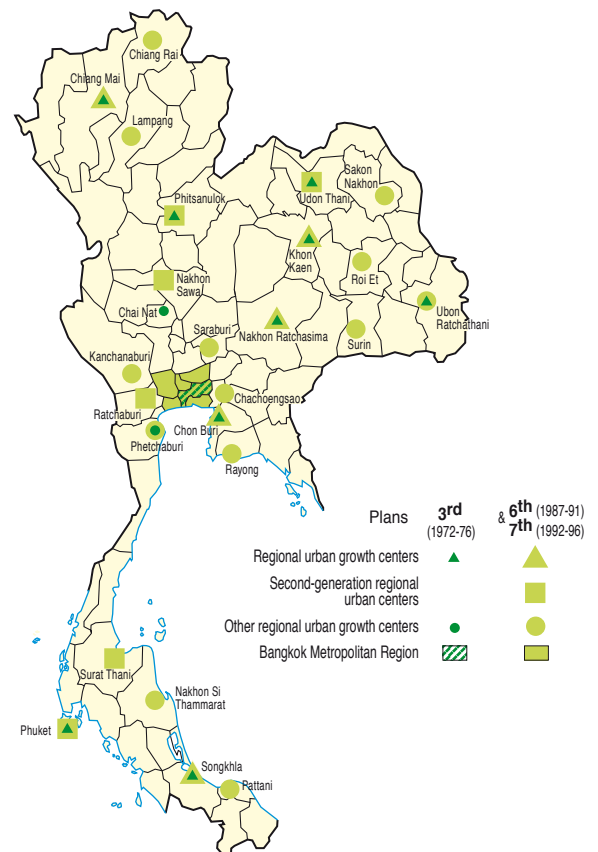 Chiang Rai
Chiang Mai
Lampang
Sakon
Nakhon
Phitsanulok
Udon Thani
Khon
Kaen
Roi Et
Nakhon
Sawa
Chai Nat
Ubon
Ratchathani
Saraburi
Nakhon Ratchasima
Surin
Kanchanaburi
Chachoengsao
Ratchaburi
Chon Buri
Phetchaburi
Rayong
Plans 3rd & 6th (1987-91)
(1972-76) 7th (1992-96)
Regional urban growth centers
Second-generation regional
urban centers
Other regional urban growth centers
Bangkok Metropolitan Region
Surat Thani
Nakhon Si
Thammarat
Phuket
Songkhla
Pattani